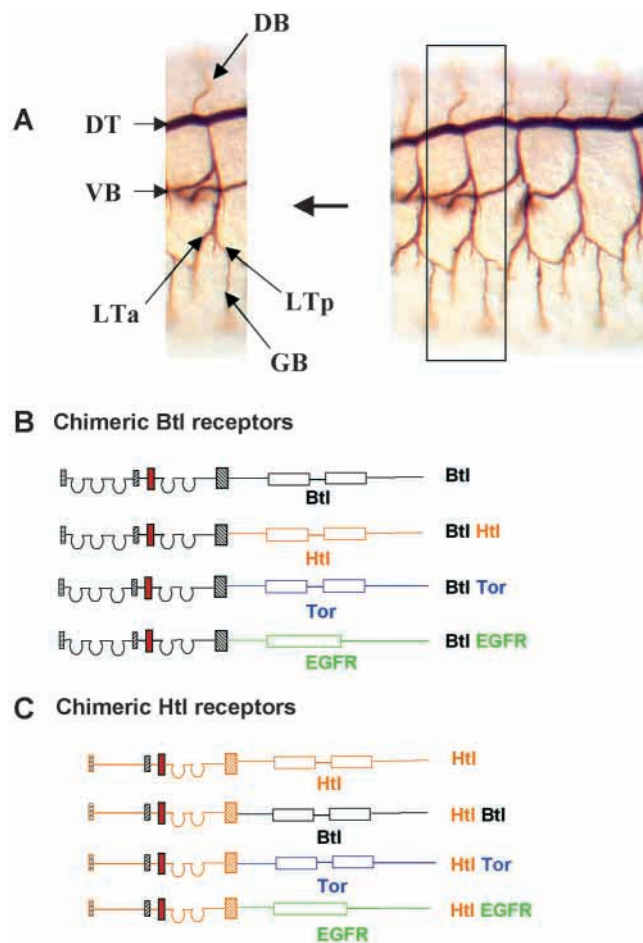 DB
A
DT
VB
LTa
LTp
GB
B Chimeric Btl receptors
Btl
Btl
Btl Htl
Htl
Btl Tor
Tor
Btl EGFR
EGFR
C Chimeric Htl receptors
Htl
Htl
Htl Btl
Btl
Htl Tor
Tor
Htl EGFR
EGFR